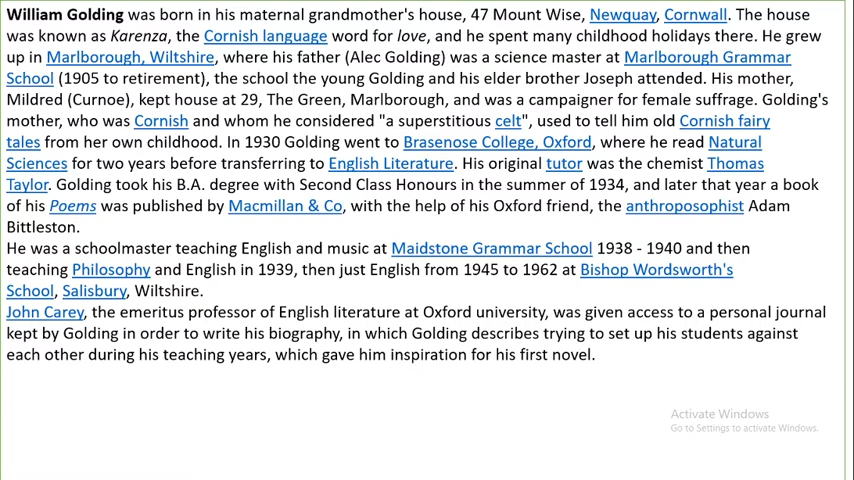 William Golding was born in his maternal grandmother's house, 47 Mount Wise, Newquay, Cornwall. The house
was known as Karenza, the Cornish language word for love, and he spent many childhood holidays there. He grew
up in Marlborough, Wiltshire, where his father (Alec Golding) was a science master at Marlborough Grammar
School (1905 to retirement), the school the young Golding and his elder brother Joseph attended. His mother,
Mildred (Curnoe), kept house at 29, The Green, Marlborough, and was a campaigner for female suffrage. Golding's
mother, who was Cornish and whom he considered "a superstitious celt", used to tell him old Cornish fairy
tales from her own childhood. In 1930 Golding went to Brasenose College, Oxford, where he read Natural
Sciences for two years before transferring to English Literature. His original tutor was the chemist Thomas
Taylor. Golding took his B.A. degree with Second Class Honours in the summer of 1934, and later that year a book
of his Poems was published by Macmillan & Co, with the help of his Oxford friend, the anthroposophist Adam
Bittleston.
He was a schoolmaster teaching English and music at Maidstone Grammar School 1938 - 1940 and then
teaching Philosophy and English in 1939, then just English from 1945 to 1962 at Bishop Wordsworth's
School, Salisbury, Wiltshire.
John Carey, the emeritus professor of English literature at Oxford university, was given access to a personal journal
kept by Golding in order to write his biography, in which Golding describes trying to set up his students against
each other during his teaching years, which gave him inspiration for his first novel.
Activate Windows
Go to Settings to activate Windows.